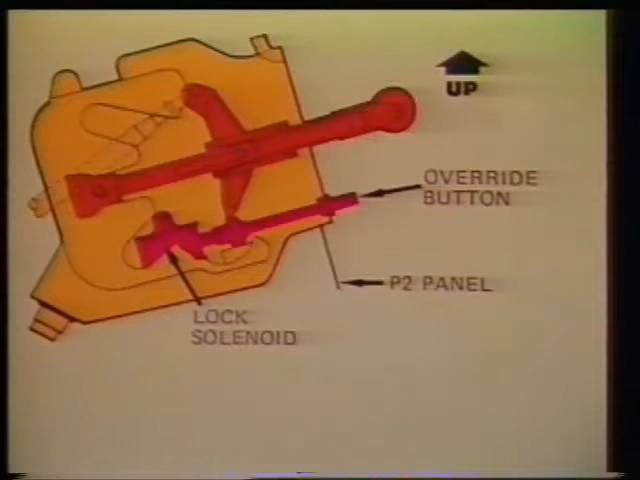 UP
OVERRIDE
BUTTON
P2 PANEL
LOCK
SOLENOID